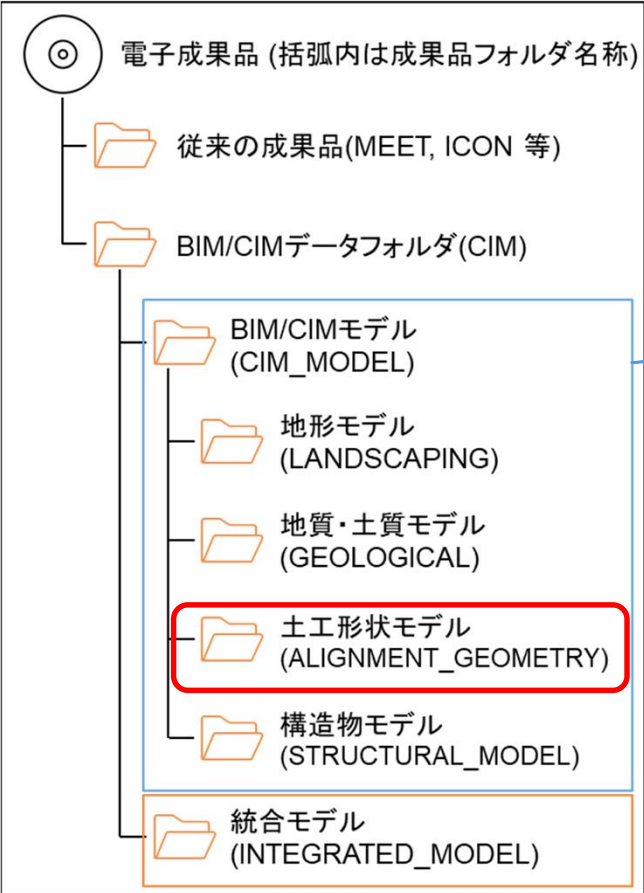 電子成果品 (括弧内は成果品フォルダ名称)
従来の成果品(MEET, ICON 等)
BIM/CIMデータフォルダ(CIM)
BIM/CIMモデル
(CIM_MODEL)
地形モデル
(LANDSCAPING)
地質・土質モデル
(GEOLOGICAL)
土工形状モデル
(ALIGNMENT_GEOMETRY)
構造物モデル
(STRUCTURAL_MODEL)
統合モデル
(INTEGRATED_MODEL)